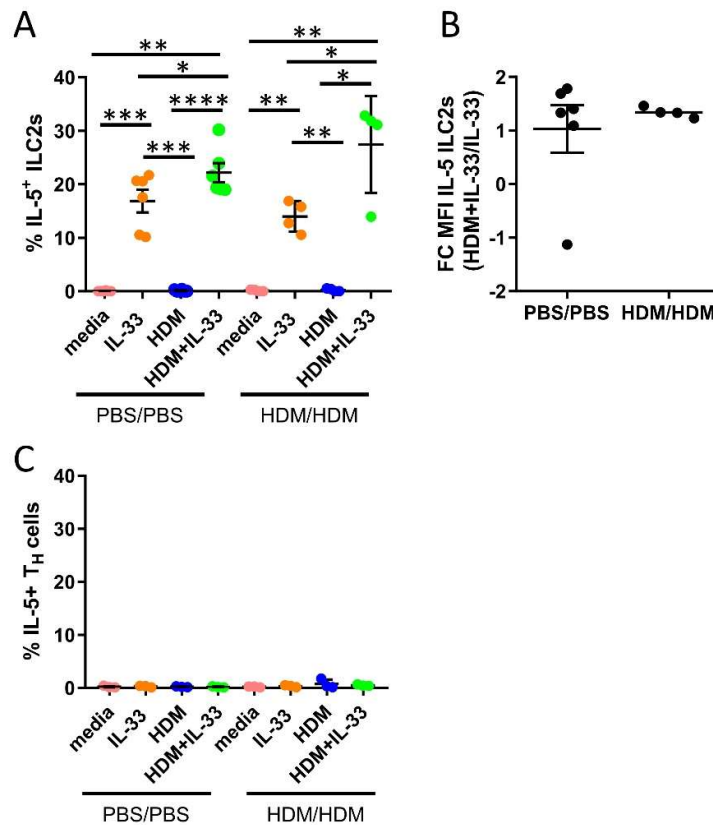 A
% IL-5+ ILC2s
40
30
20
10
0
** **
* *
*** **** ** *
*** **
media IL-33 HDM HDM+IL-33 media IL-33 HDM HDM+IL-33
PBS/PBS HDM/HDM
B
FC MFI IL-5 ILC2s
(HDM+IL-33/IL-33)
2
1
0
-1
-2
PBS/PBS HDM/HDM
C
% IL-5+ TH cells
40
30
20
10
0
media IL-33 HDM HDM+IL-33 media IL-33 HDM HDM+IL-33
PBS/PBS HDM/HDM